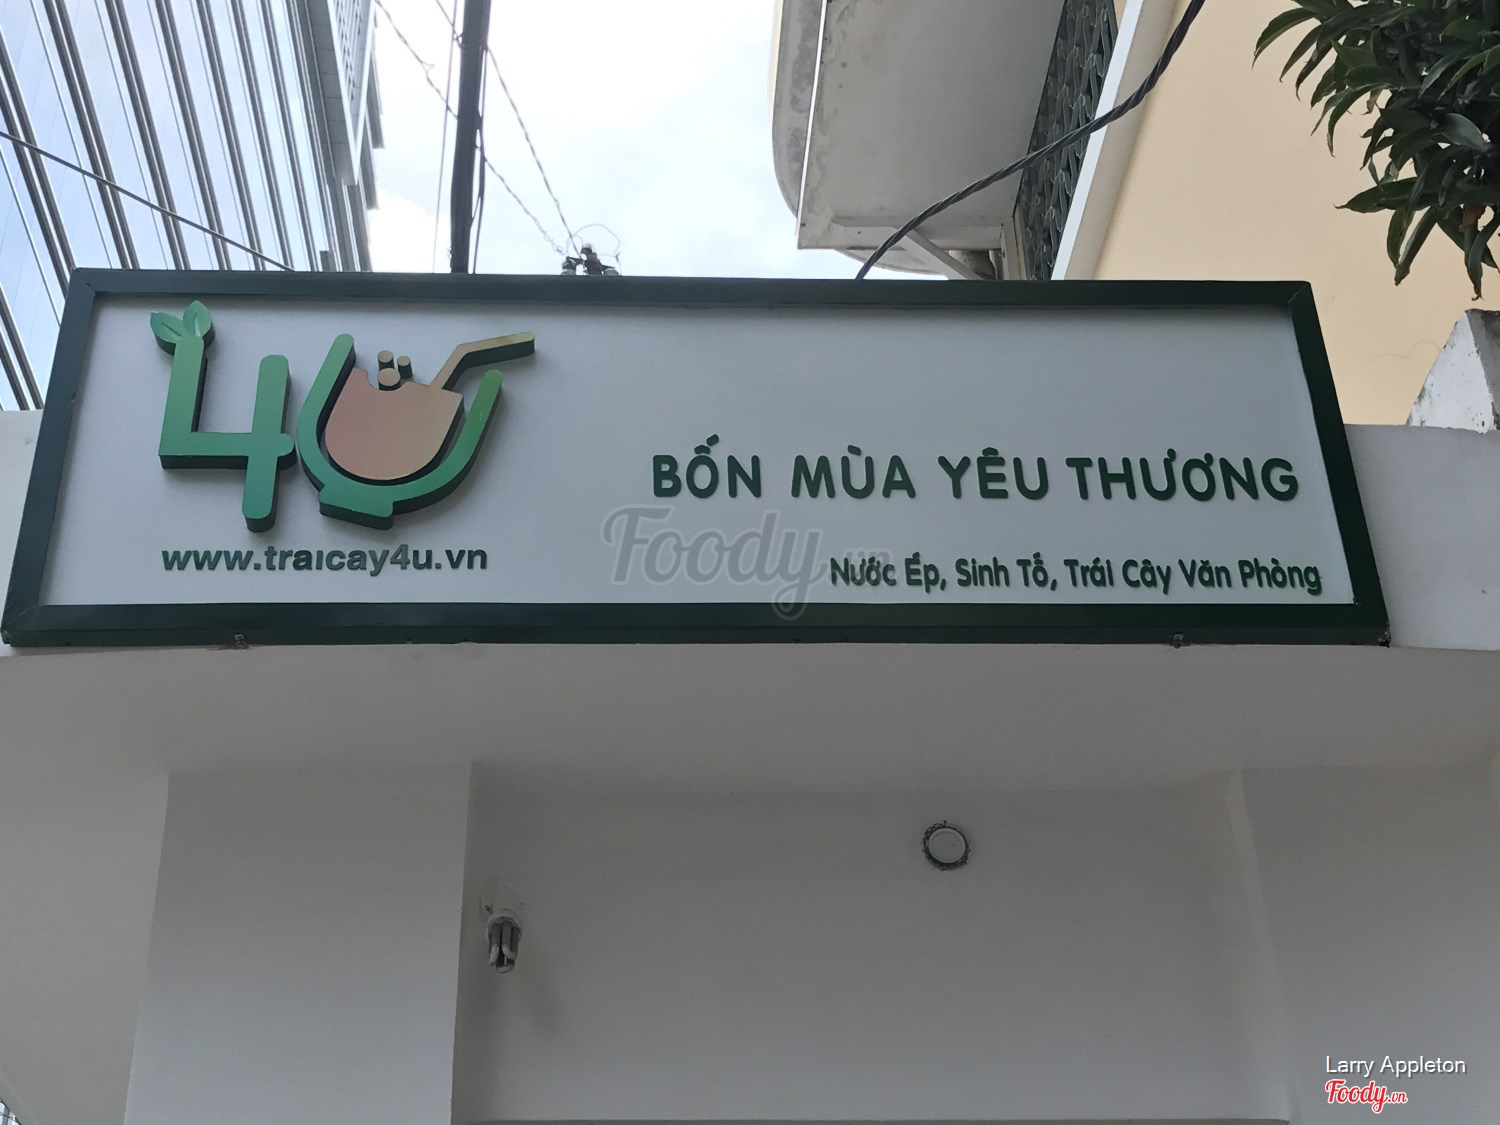 4U
BỐN MÙA YÊU THƯƠNG
www.traicay4u.vn
Nước Ép, Sinh Tố, Trái Cây Văn Phòng
Foody.vn
Larry Appleton
Foody.vn